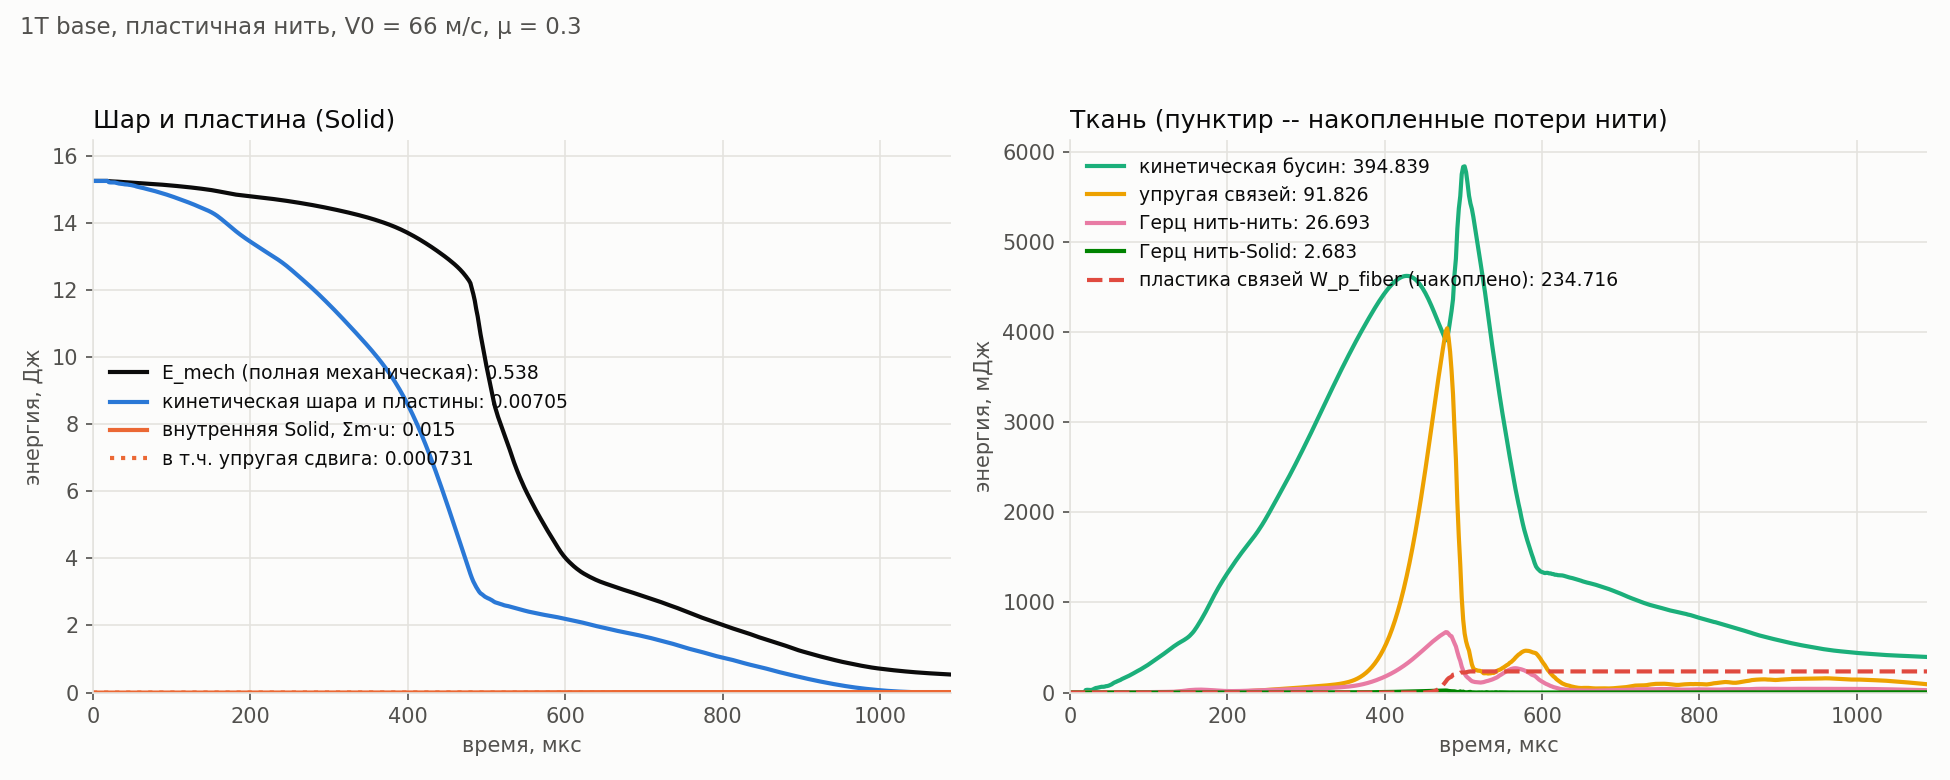 1T base, пластичная нить, V0 = 66 м/с, μ = 0.3
Шар и пластина (Solid)
энергия, Дж
16
14
12
10
8
6
4
2
0
E_mech (полная механическая): 0.538
кинетическая шара и пластины: 0.00705
внутренняя Solid, Σm·u: 0.015
в т.ч. упругая сдвига: 0.000731
0
200
400
600
800
1000
время, мкс
Ткань (пунктир -- накопленные потери нити)
энергия, мДж
6000
5000
4000
3000
2000
1000
0
кинетическая бусин: 394.839
упругая связей: 91.826
Герц нить-нить: 26.693
Герц нить-Solid: 2.683
пластика связей W_p_fiber (накоплено): 234.716
0
200
400
600
800
1000
время, мкс